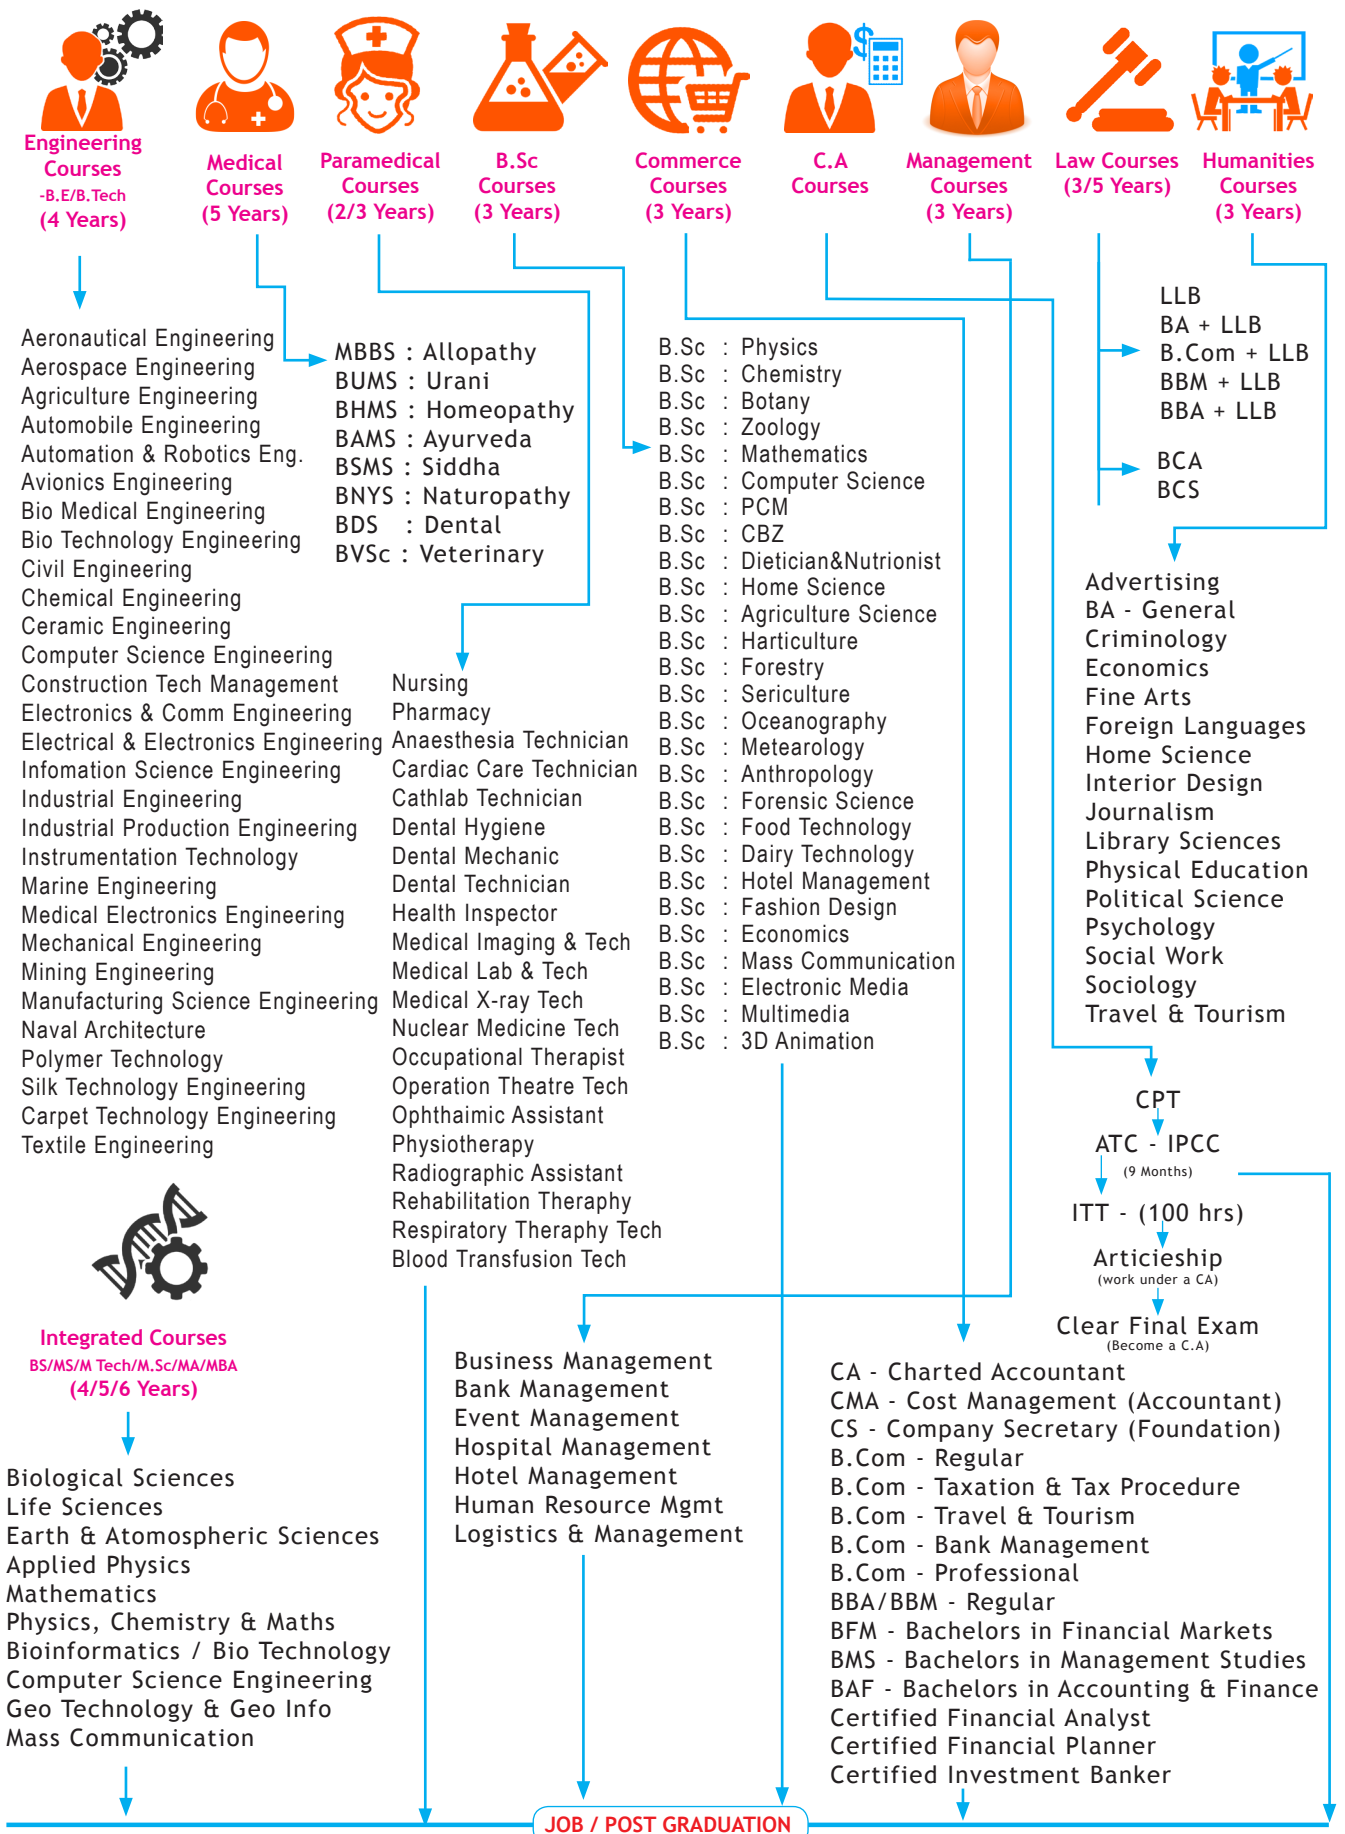 Engineering
Courses
-B.E/B.Tech
(4 Years)
Medical
Courses
(5 Years)
Paramedical
Courses
(2/3 Years)
B.Sc
Courses
(3 Years)
Commerce
Courses
(3 Years)
C.A
Courses
Management
Courses
(3 Years)
Law Courses
(3/5 Years)
Humanities
Courses
(3 Years)
Aeronautical Engineering
Aerospace Engineering
Agriculture Engineering
Automobile Engineering
Automation & Robotics Eng.
Avionics Engineering
Bio Medical Engineering
Bio Technology Engineering
Civil Engineering
Chemical Engineering
Ceramic Engineering
Computer Science Engineering
Construction Tech Management
Electronics & Comm Engineering
Electrical & Electronics Engineering
Infomation Science Engineering
Industrial Engineering
Industrial Production Engineering
Instrumentation Technology
Marine Engineering
Medical Electronics Engineering
Mechanical Engineering
Mining Engineering
Manufacturing Science Engineering
Naval Architecture
Polymer Technology
Silk Technology Engineering
Carpet Technology Engineering
Textile Engineering
MBBS : Allopathy
BUMS : Urani
BHMS : Homeopathy
BAMS : Ayurveda
BSMS : Siddha
BNYS : Naturopathy
BDS : Dental
BVSc : Veterinary
Nursing
Pharmacy
Anaesthesia Technician
Cardiac Care Technician
Cathlab Technician
Dental Hygiene
Dental Mechanic
Dental Technician
Health Inspector
Medical Imaging & Tech
Medical Lab & Tech
Medical X-ray Tech
Nuclear Medicine Tech
Occupational Therapist
Operation Theatre Tech
Ophthaimic Assistant
Physiotherapy
Radiographic Assistant
Rehabilitation Theraphy
Respiratory Theraphy Tech
Blood Transfusion Tech
B.Sc : Physics
B.Sc : Chemistry
B.Sc : Botany
B.Sc : Zoology
B.Sc : Mathematics
B.Sc : Computer Science
B.Sc : PCM
B.Sc : CBZ
B.Sc : Dietician&Nutrionist
B.Sc : Home Science
B.Sc : Agriculture Science
B.Sc : Harticulture
B.Sc : Forestry
B.Sc : Sericulture
B.Sc : Oceanography
B.Sc : Metearology
B.Sc : Anthropology
B.Sc : Forensic Science
B.Sc : Food Technology
B.Sc : Dairy Technology
B.Sc : Hotel Management
B.Sc : Fashion Design
B.Sc : Economics
B.Sc : Mass Communication
B.Sc : Electronic Media
B.Sc : Multimedia
B.Sc : 3D Animation
LLB
BA + LLB
B.Com + LLB
BBM + LLB
BBA + LLB
BCA
BCS
Advertising
BA - General
Criminology
Economics
Fine Arts
Foreign Languages
Home Science
Interior Design
Journalism
Library Sciences
Physical Education
Political Science
Psychology
Social Work
Sociology
Travel & Tourism
CPT
ATC - IPCC
(9 Months)
ITT - (100 hrs)
Articieship
(work under a CA)
Clear Final Exam
(Become a C.A)
Integrated Courses
BS/MS/M Tech/M.Sc/MA/MBA
(4/5/6 Years)
Biological Sciences
Life Sciences
Earth & Atomospheric Sciences
Applied Physics
Mathematics
Physics, Chemistry & Maths
Bioinformatics / Bio Technology
Computer Science Engineering
Geo Technology & Geo Info
Mass Communication
Business Management
Bank Management
Event Management
Hospital Management
Hotel Management
Human Resource Mgmt
Logistics & Management
CA - Charted Accountant
CMA - Cost Management (Accountant)
CS - Company Secretary (Foundation)
B.Com - Regular
B.Com - Taxation & Tax Procedure
B.Com - Travel & Tourism
B.Com - Bank Management
B.Com - Professional
BBA/BBM - Regular
BFM - Bachelors in Financial Markets
BMS - Bachelors in Management Studies
BAF - Bachelors in Accounting & Finance
Certified Financial Analyst
Certified Financial Planner
Certified Investment Banker
JOB / POST GRADUATION